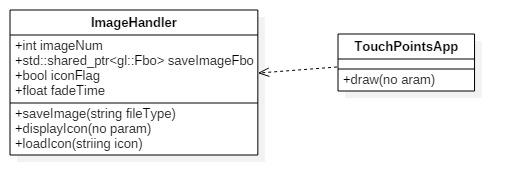 ImageHandler
+int imageNum
+std::shared_ptr<gl::Fbo> saveImageFbo
+bool iconFlag
+float fadeTime
+saveImage(string fileType)
+displayIcon(no param)
+loadIcon(striing icon)
TouchPointsApp
+draw(no aram)